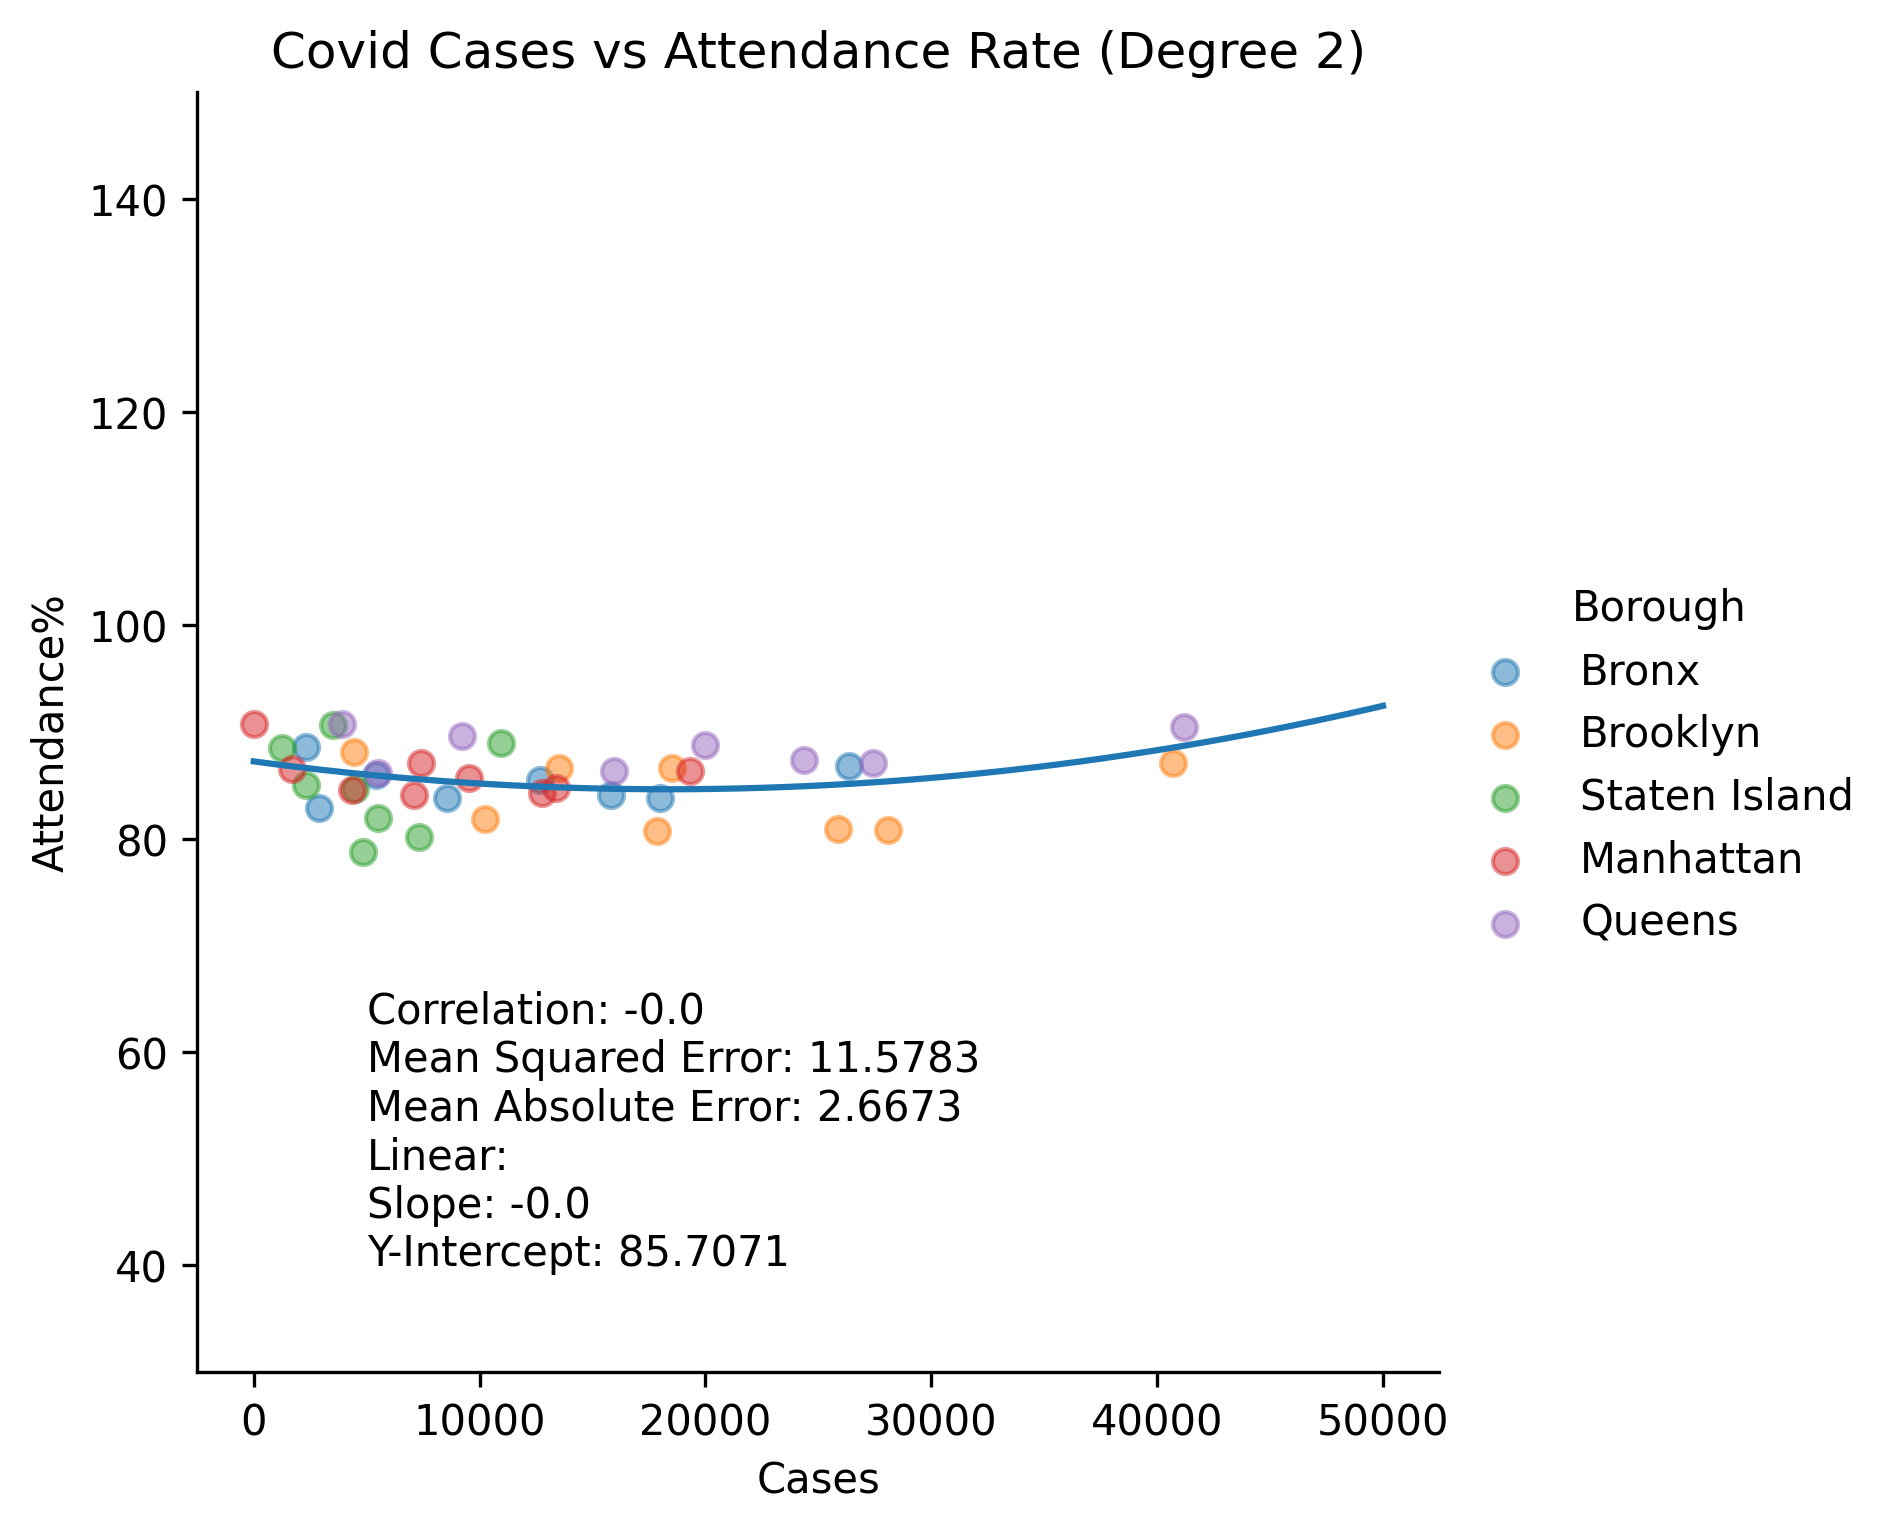 Covid Cases vs Attendance Rate (Degree 2)
140
120
100
80
60
40
Attendance%
Correlation: -0.0
Mean Squared Error: 11.5783
Mean Absolute Error: 2.6673
Linear:
Slope: -0.0
Y-Intercept: 85.7071
0 10000 20000 30000 40000 50000
Cases
Borough
Bronx
Brooklyn
Staten Island
Manhattan
Queens